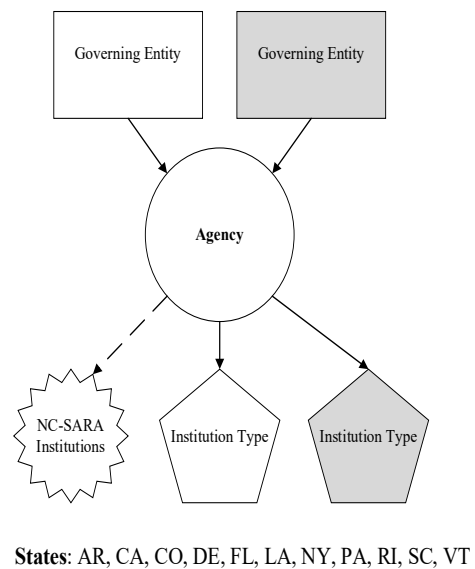 Governing Entity
Governing Entity
Agency
NC-SARA
Institutions
Institution Type
Institution Type
States: AR, CA, CO, DE, FL, LA, NY, PA, RI, SC, VT